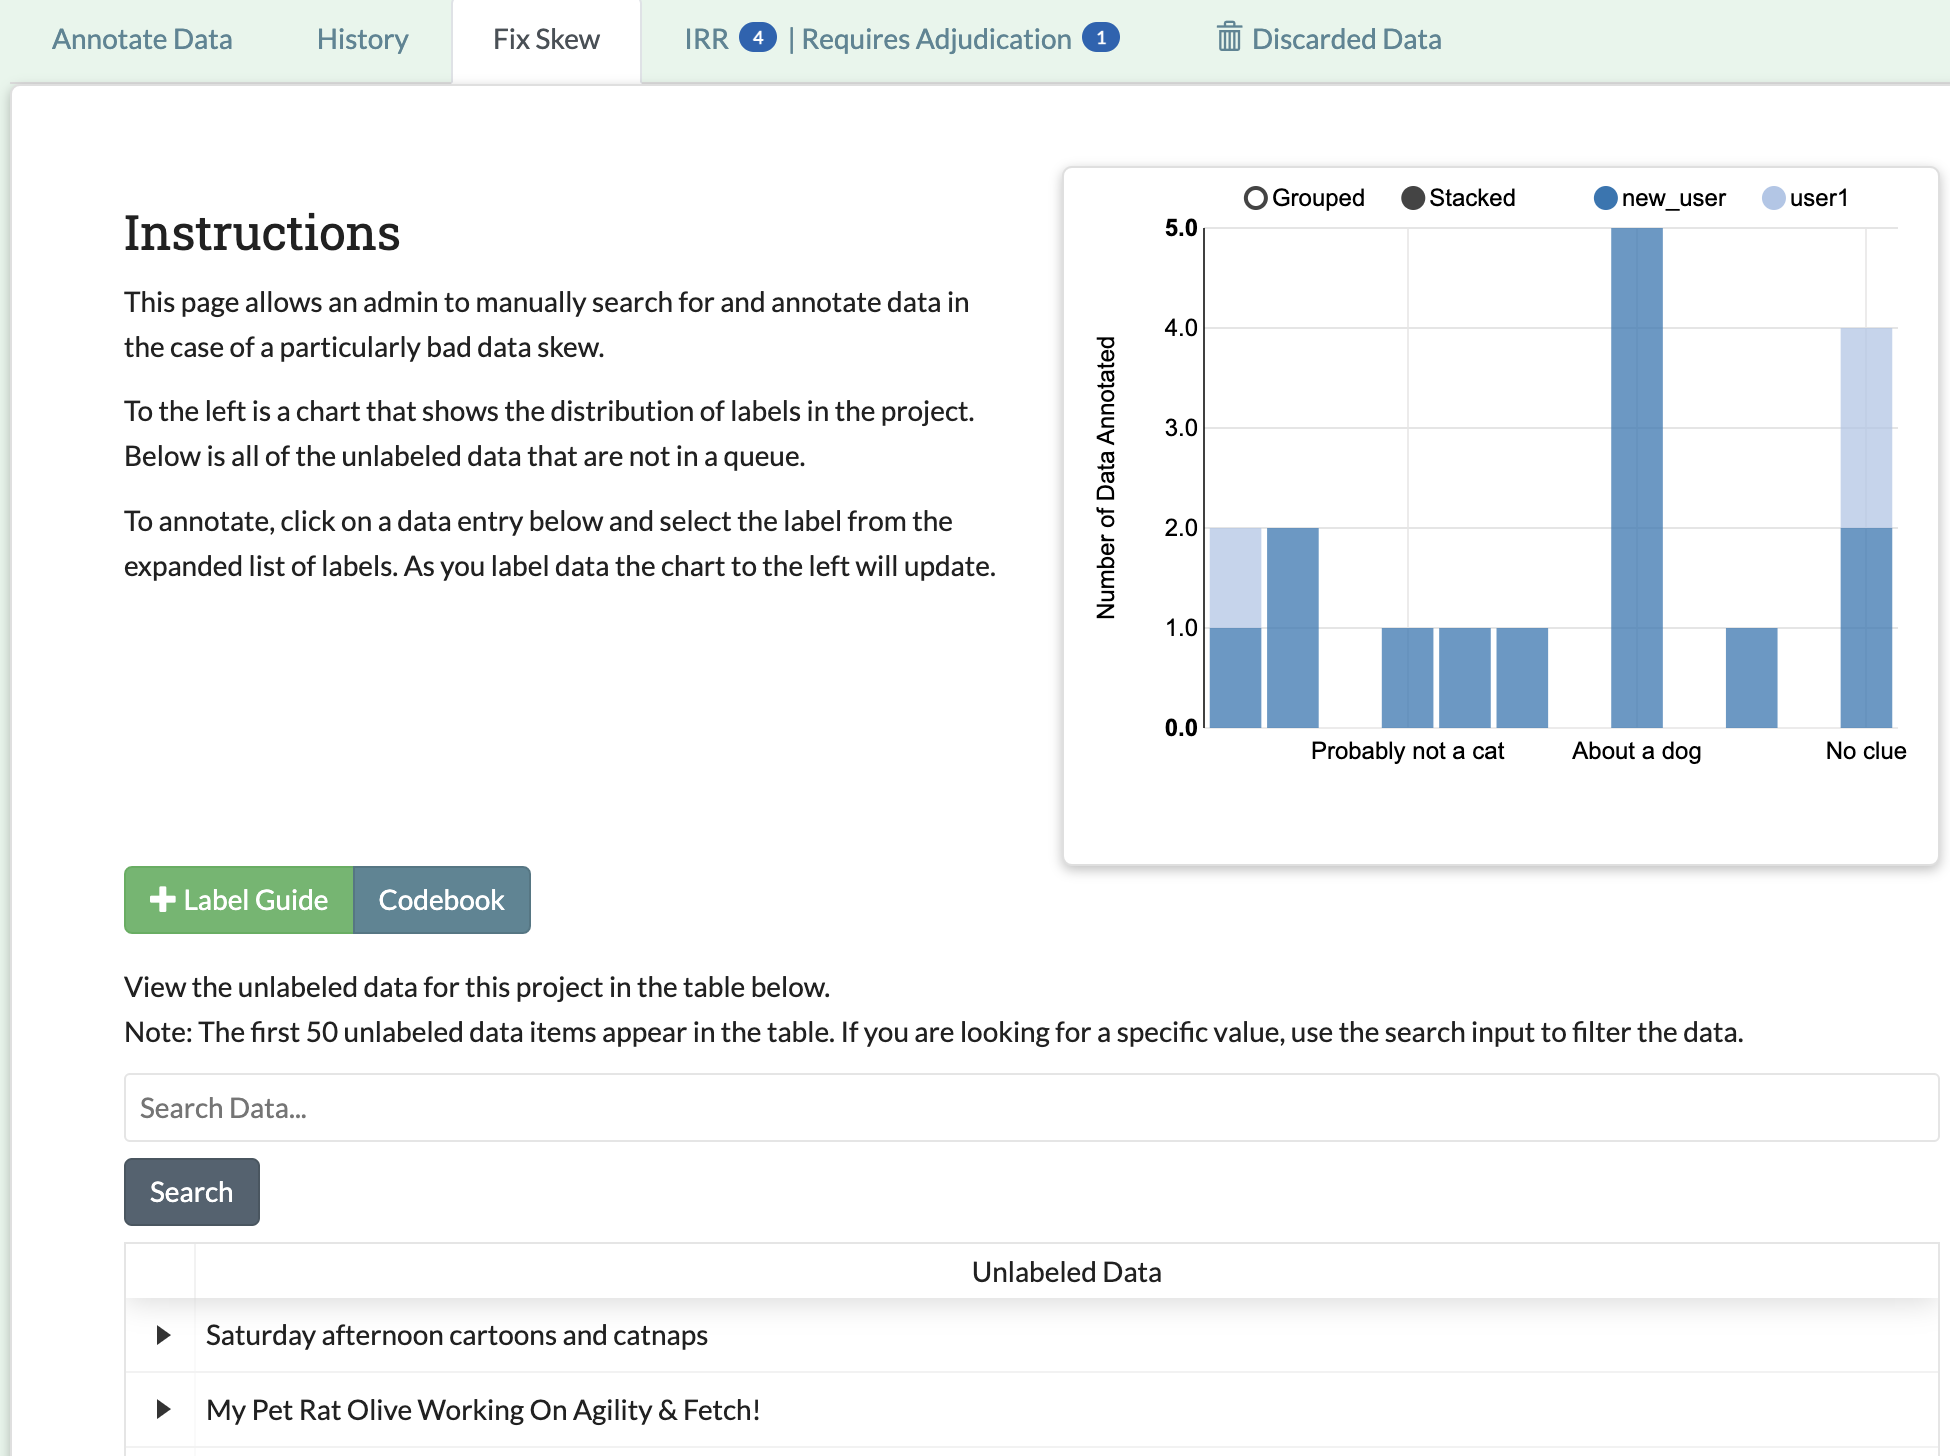 Annotate Data
History
Fix Skew
IRR 4 | Requires Adjudication 1
Discarded Data
Instructions
This page allows an admin to manually search for and annotate data in
the case of a particularly bad data skew.
To the left is a chart that shows the distribution of labels in the project.
Below is all of the unlabeled data that are not in a queue.
To annotate, click on a data entry below and select the label from the
expanded list of labels. As you label data the chart to the left will update.
Grouped
Stacked
new_user
user1
Number of Data Annotated
5.0
4.0
3.0
2.0
1.0
0.0
Probably not a cat
About a dog
No clue
Label Guide
Codebook
View the unlabeled data for this project in the table below.
Note: The first 50 unlabeled data items appear in the table. If you are looking for a specific value, use the search input to filter the data.
Search Data...
Search
Unlabeled Data
Saturday afternoon cartoons and catnaps
My Pet Rat Olive Working On Agility & Fetch!